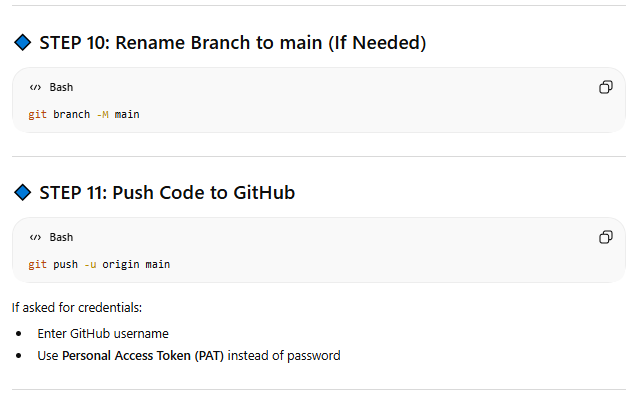 STEP 10: Rename Branch to main (If Needed)
Bash
git branch -M main
STEP 11: Push Code to GitHub
Bash
git push -u origin main
If asked for credentials:
Enter GitHub username
Use Personal Access Token (PAT) instead of password